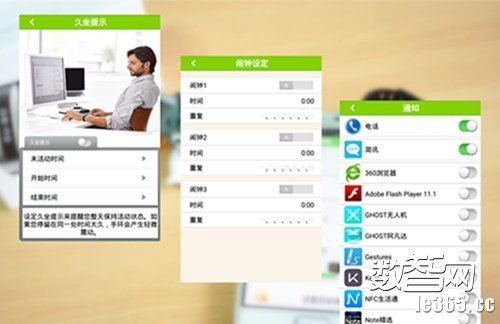 久坐提示
久坐提示
未活动时间
开始时间
结束时间
设定久坐提示来提醒您整天保持活动状态。如
果您停留在同一处时间太久，手环会产生轻微
震动。
闹钟设定
闹钟1
关
时间 0:00
重复
闹钟2
关
时间 0:00
重复
闹钟3
关
时间 0:00
重复
通知
电话
简讯
360浏览器
Adobe Flash Player 11.1
GHOST无人机
GHOST阿凡达
Gestures
NFC生活通
Note精选
数智网
le365.cc